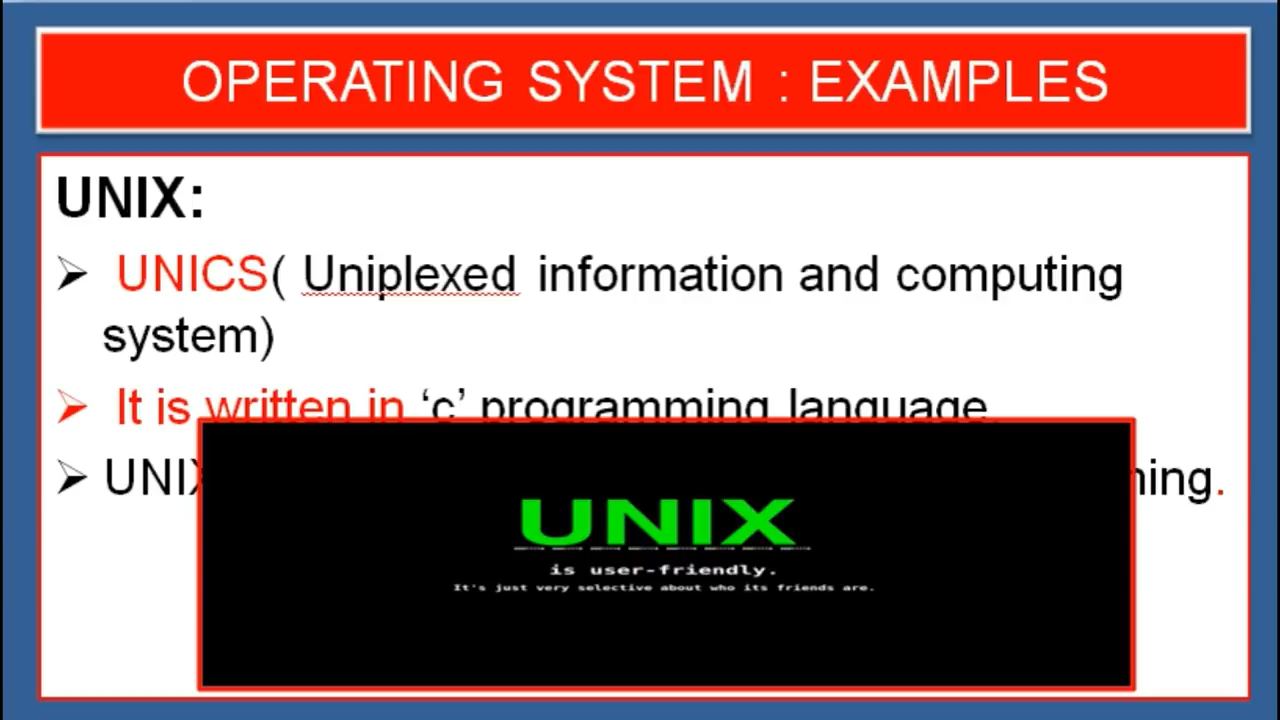 OPERATING SYSTEM : EXAMPLES
UNIX:
➢ UNICS( Uniplexed information and computing
system)
➢ It is written in ‘c’ programming language.
➢ UNIX
UNIX
is user-friendly.
It's just very selective about who its friends are.